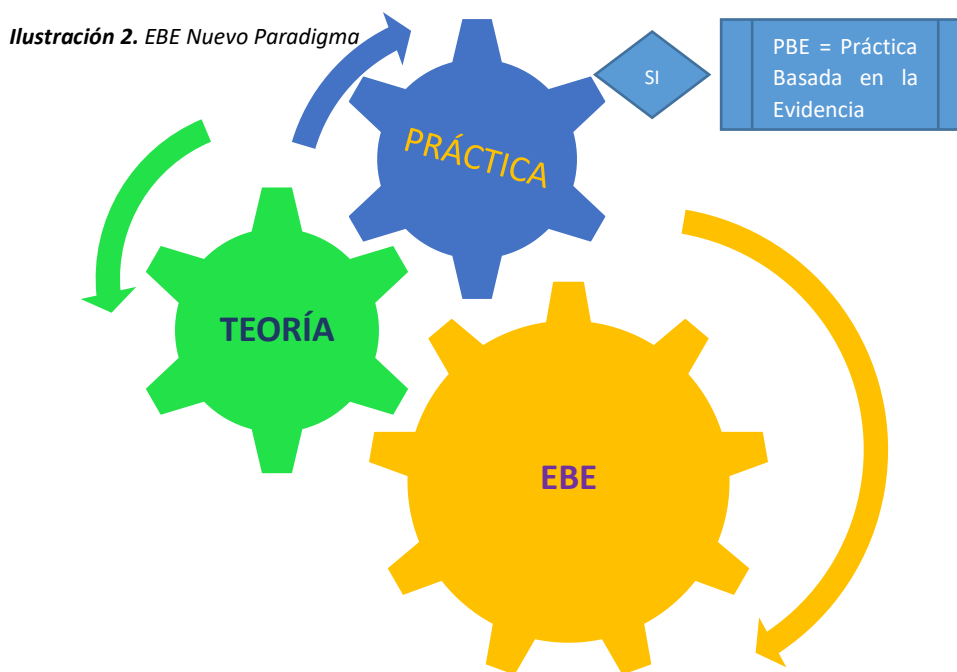 Ilustración 2. EBE Nuevo Paradigma
PRÁCTICA
SI
PBE = Práctica
Basada en la
Evidencia
TEORÍA
EBE